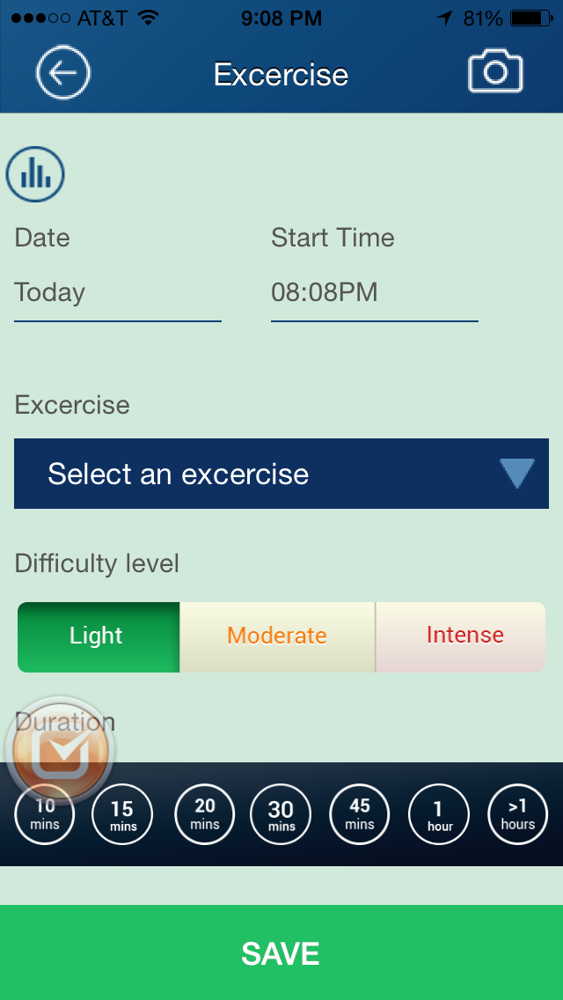 AT&T 9:08 PM 81%
Excercise
Date Start Time
Today 08:08PM
Excercise
Select an excercise
Difficulty level
Light Moderate Intense
Duration
10 15 20 30 45 1 >1
mins mins mins mins mins hour hours
SAVE